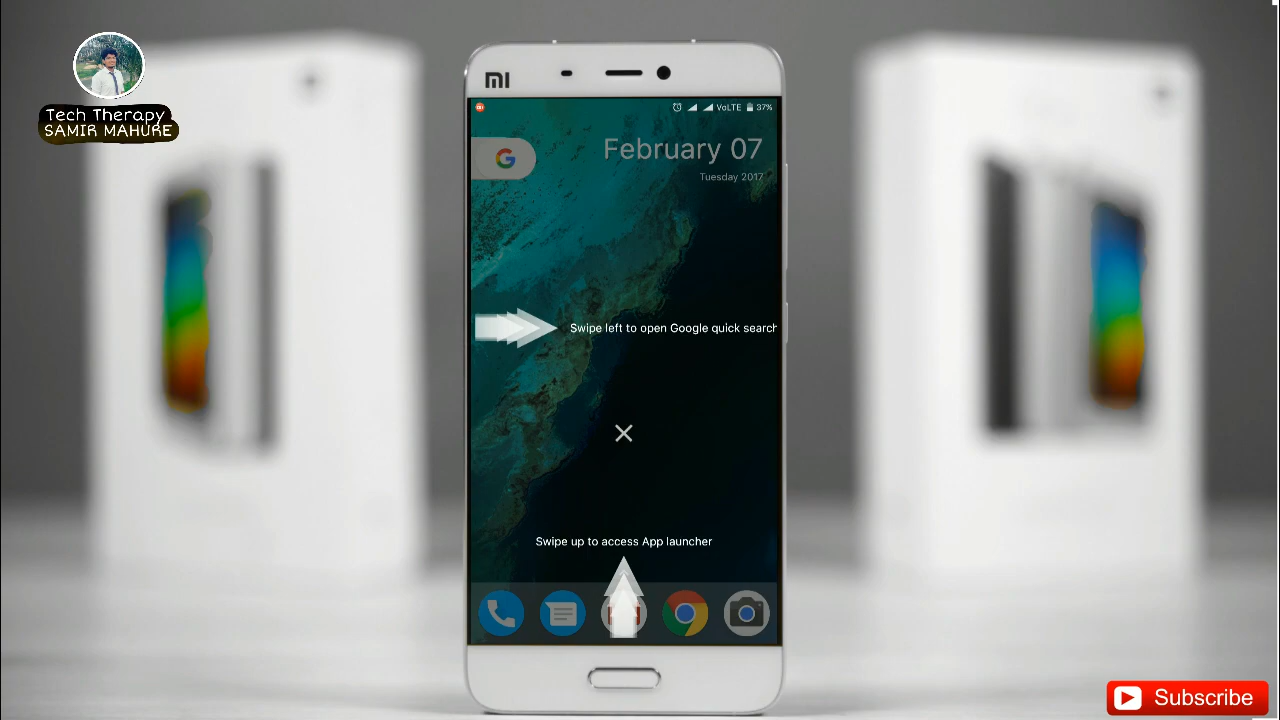 Tech Therapy
SAMIR MAHURE
MI
VoLTE 37%
G
February 07
Tuesday 2017
Swipe left to open Google quick search
Swipe up to access App launcher
Subscribe